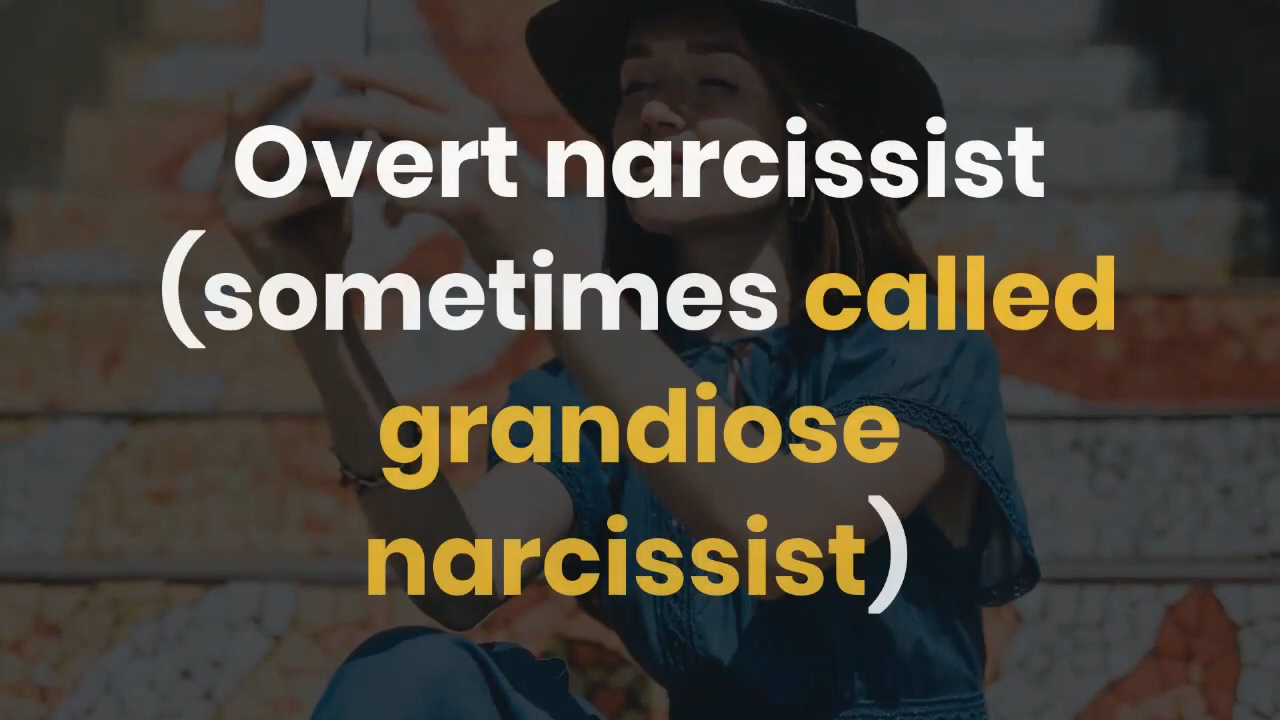 Overt narcissist
(sometimes called
grandiose
narcissist)